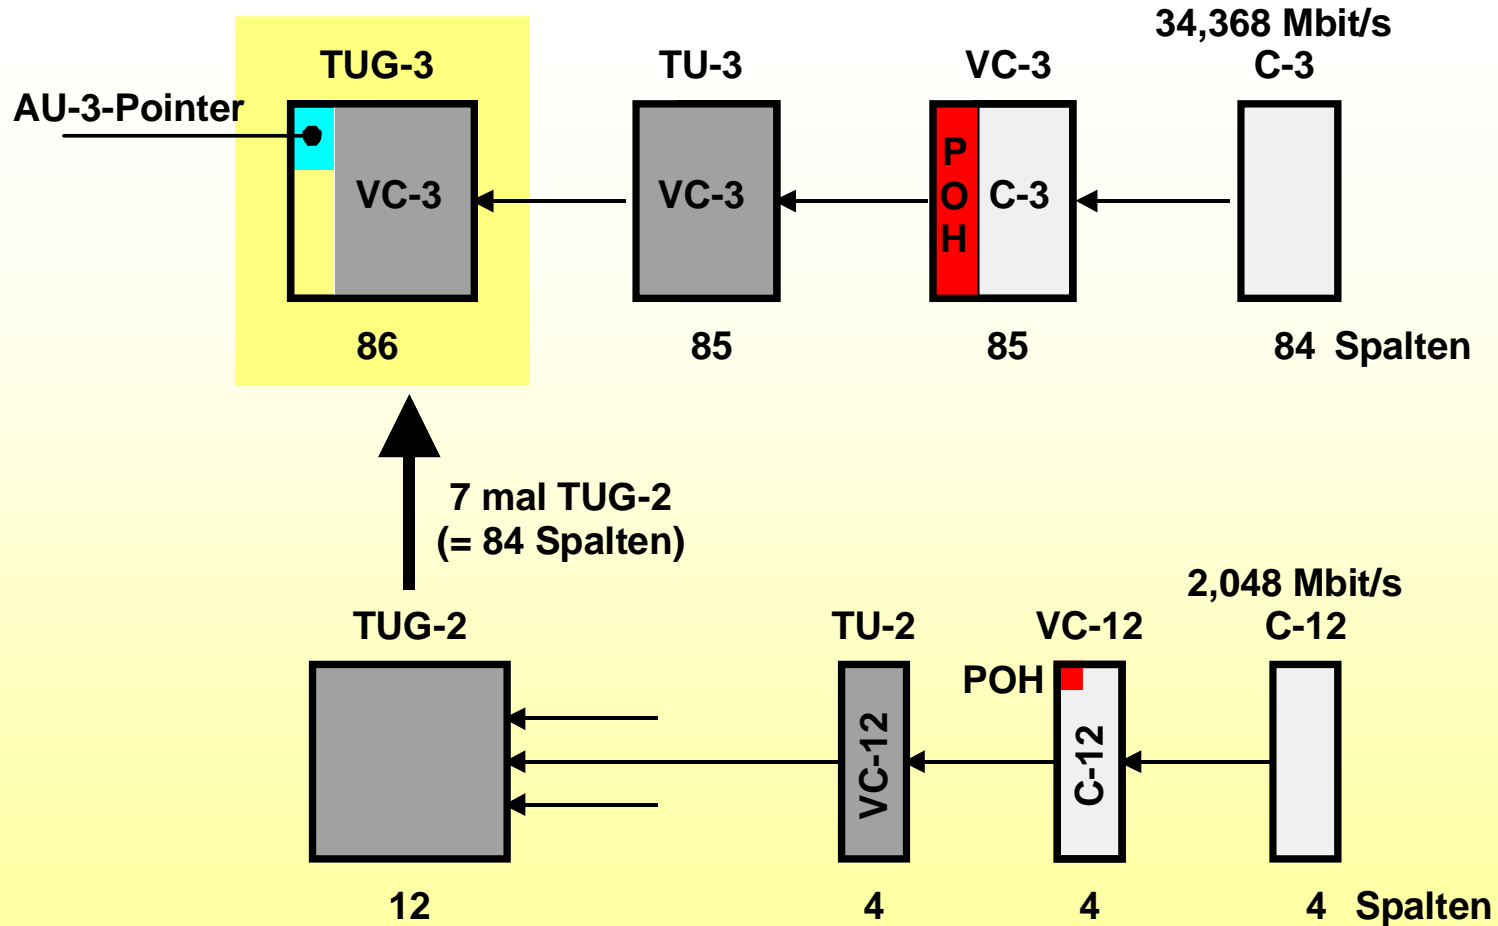 34,368 Mbit/s
TUG-3 TU-3 VC-3 C-3
AU-3-Pointer
VC-3 VC-3 POH C-3
86 85 85 84 Spalten
7 mal TUG-2
(= 84 Spalten)
2,048 Mbit/s
TUG-2 TU-2 VC-12 C-12
POH
VC-12 C-12
12 4 4 4 Spalten